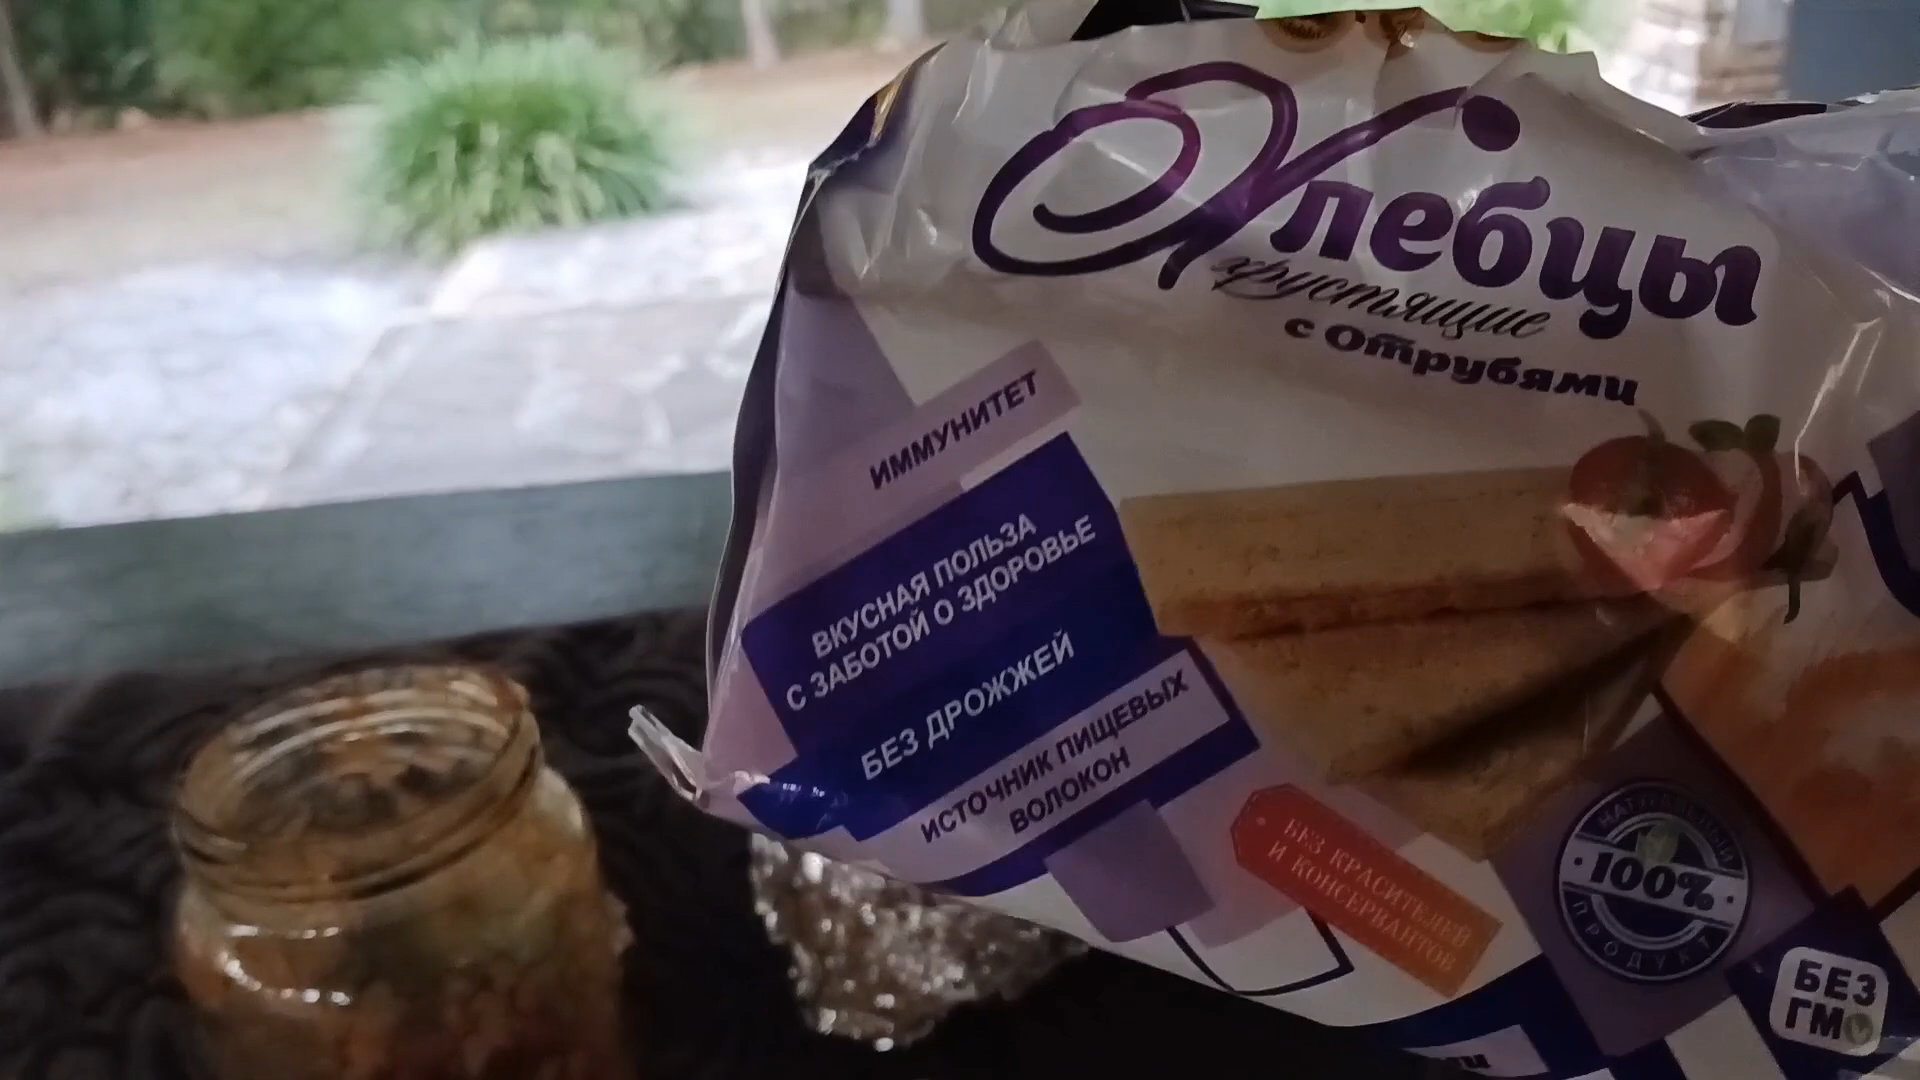 Хлебцы
хрустящие
с Отрубями
ИММУНИТЕТ
ВКУСНАЯ ПОЛЬЗА
С ЗАБОТОЙ О ЗДОРОВЬЕ
БЕЗ ДРОЖЖЕЙ
ИСТОЧНИК ПИЩЕВЫХ
ВОЛОКОН
БЕЗ КРАСИТЕЛЕЙ
И КОНСЕРВАНТОВ
НАТУРАЛЬНЫЙ
100%
ПРОДУКТ
БЕЗ
ГМО